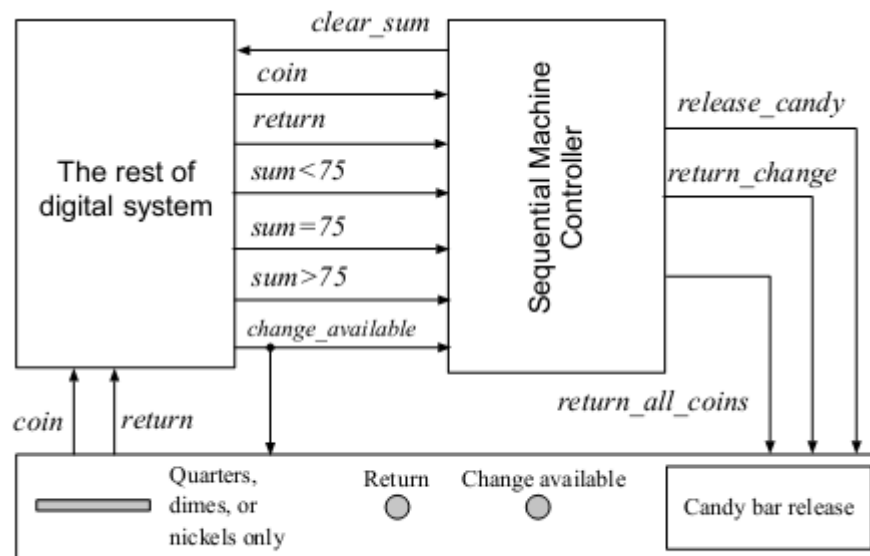 clear_sum
coin
return
sum<75
sum=75
sum>75
change_available
The rest of
digital system
Sequential Machine
Controller
release_candy
return_change
return_all_coins
coin
return
Quarters,
dimes, or
nickels only
Return
Change available
Candy bar release